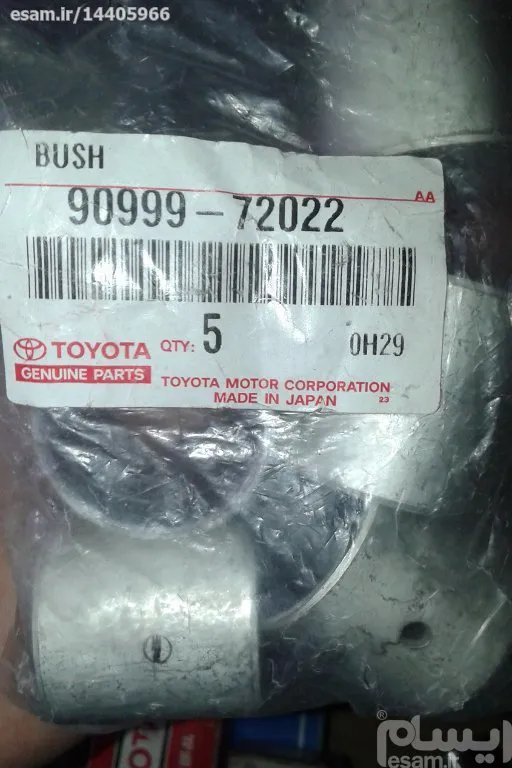 esam.ir/14405966
BUSH
AA
90999-72022
TOYOTA QTY: 5 0H29
GENUINE PARTS
TOYOTA MOTOR CORPORATION
MADE IN JAPAN 23
TOYOTA
ایسام®
esam.ir